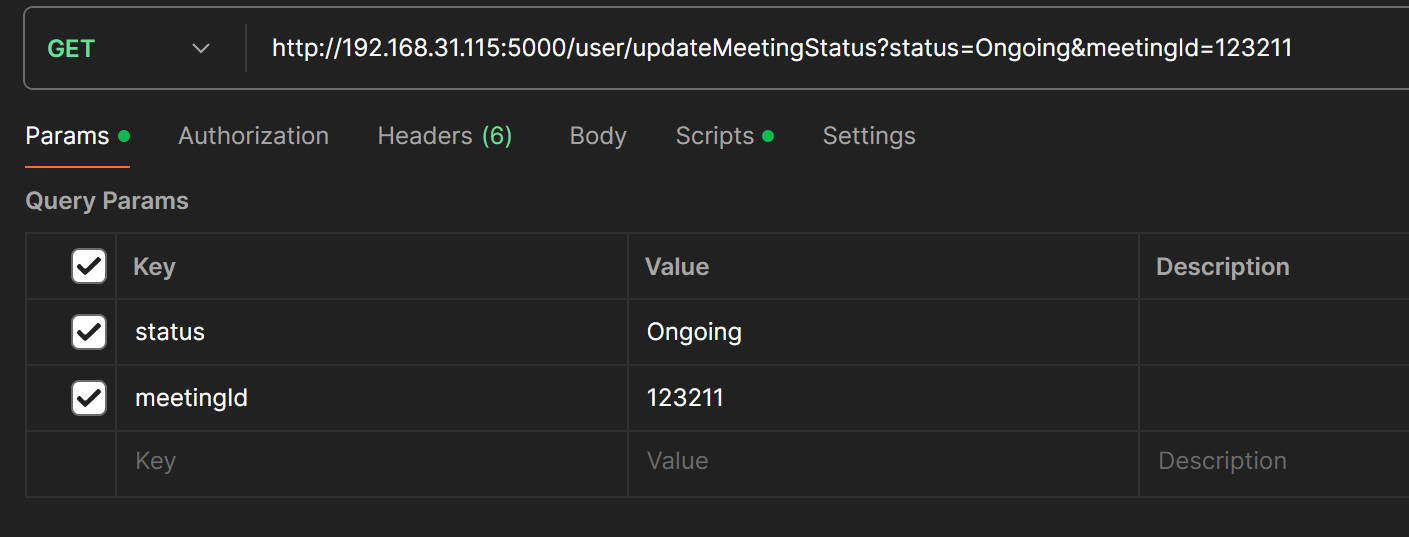 GET http://192.168.31.115:5000/user/updateMeetingStatus?status=Ongoing&meetingId=123211
Params Authorization Headers (6) Body Scripts Settings
Query Params
Key Value Description
status Ongoing
meetingId 123211
Key Value Description